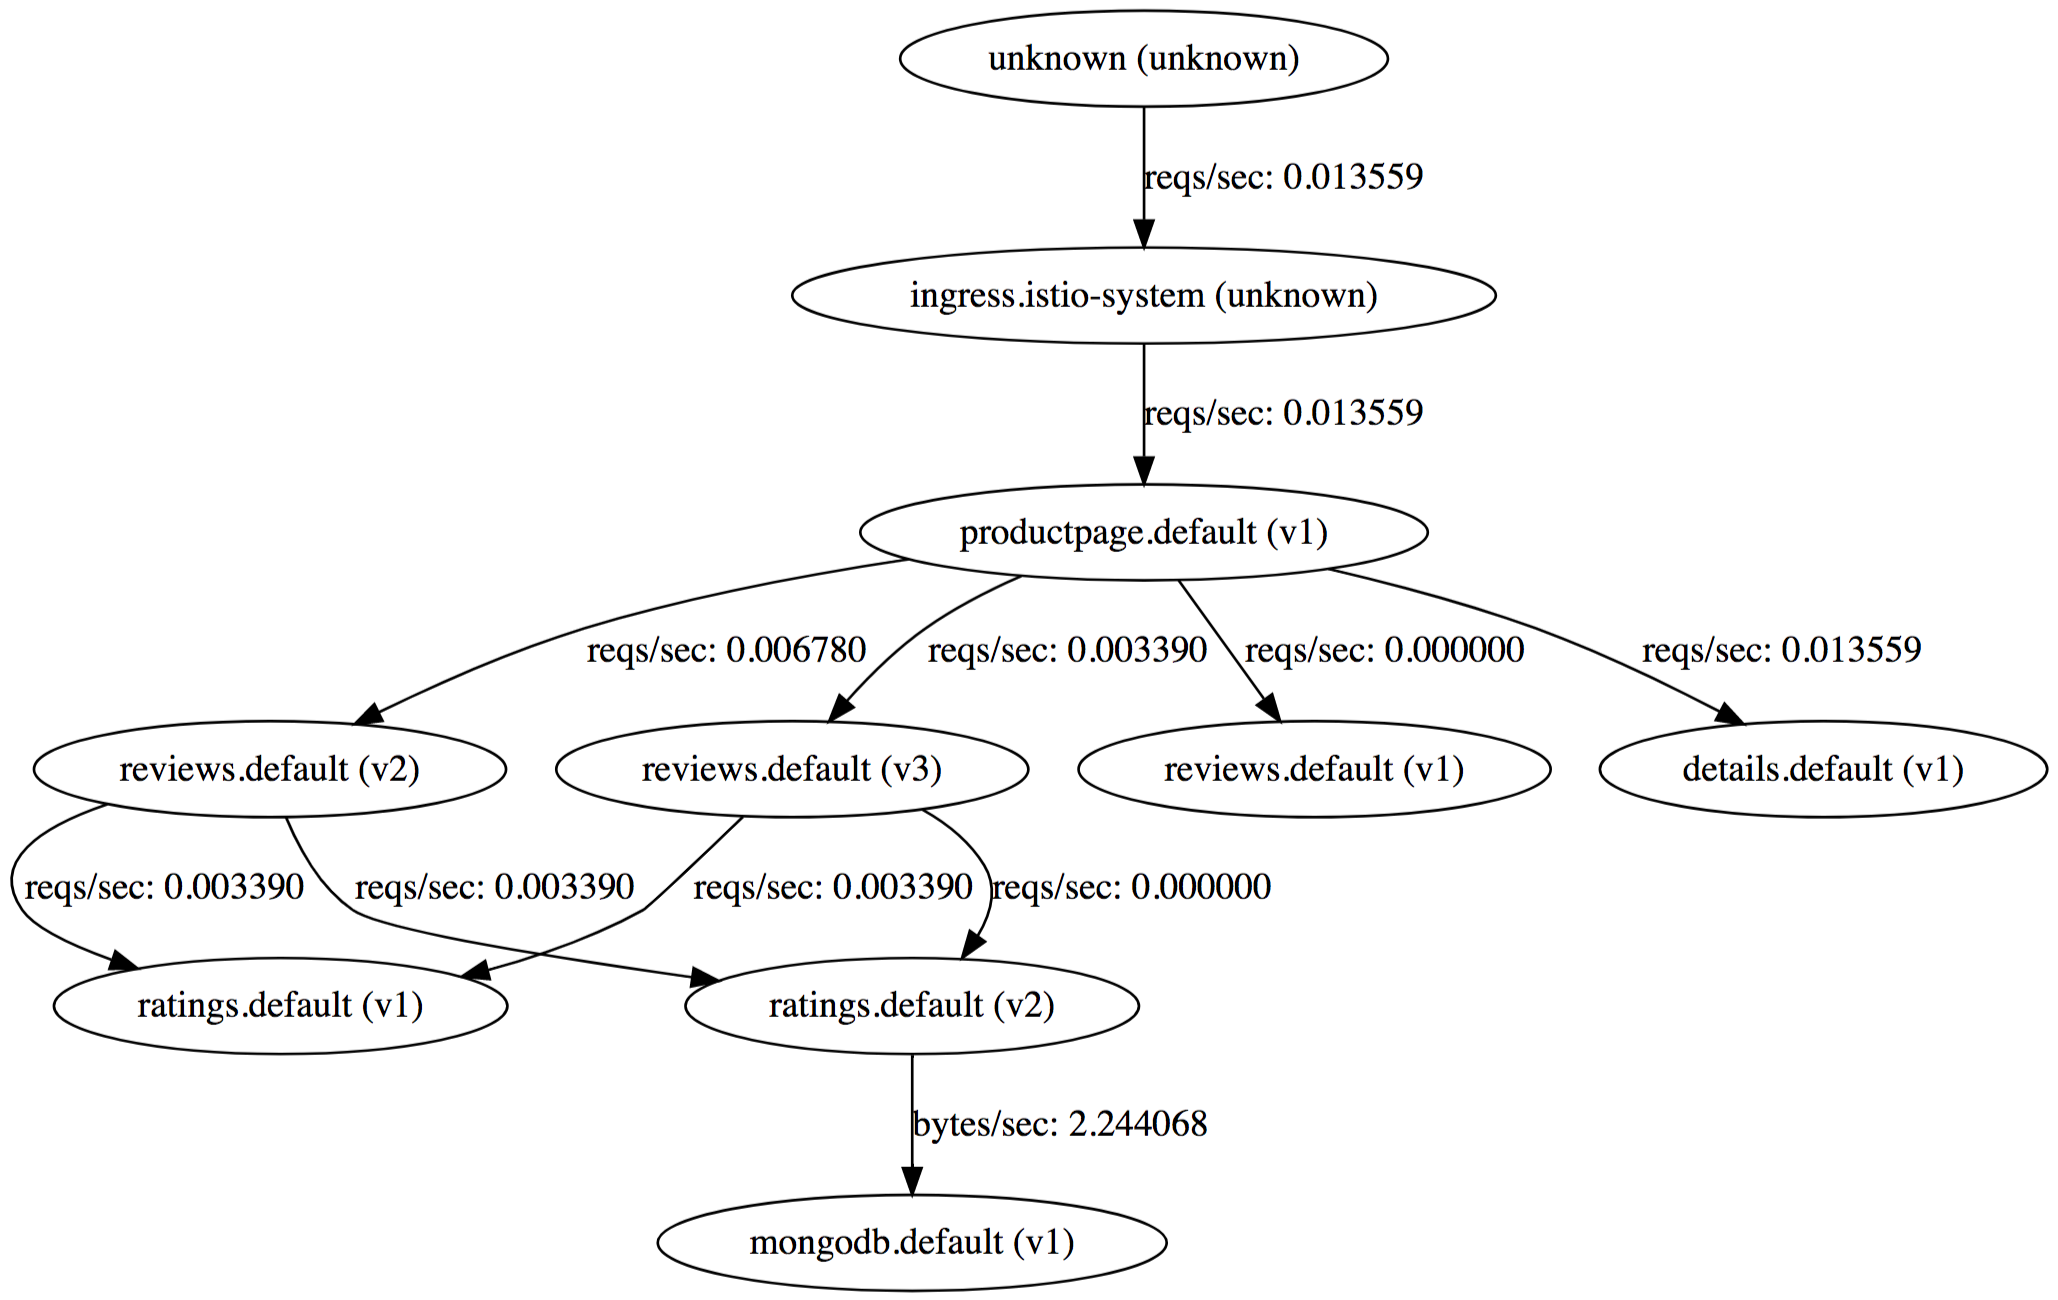 unknown (unknown)
reqs/sec: 0.013559
ingress.istio-system (unknown)
reqs/sec: 0.013559
productpage.default (v1)
reqs/sec: 0.006780
reqs/sec: 0.003390
reqs/sec: 0.000000
reqs/sec: 0.013559
reviews.default (v2)
reviews.default (v3)
reviews.default (v1)
details.default (v1)
reqs/sec: 0.003390
reqs/sec: 0.003390
reqs/sec: 0.003390
reqs/sec: 0.000000
ratings.default (v1)
ratings.default (v2)
bytes/sec: 2.244068
mongodb.default (v1)